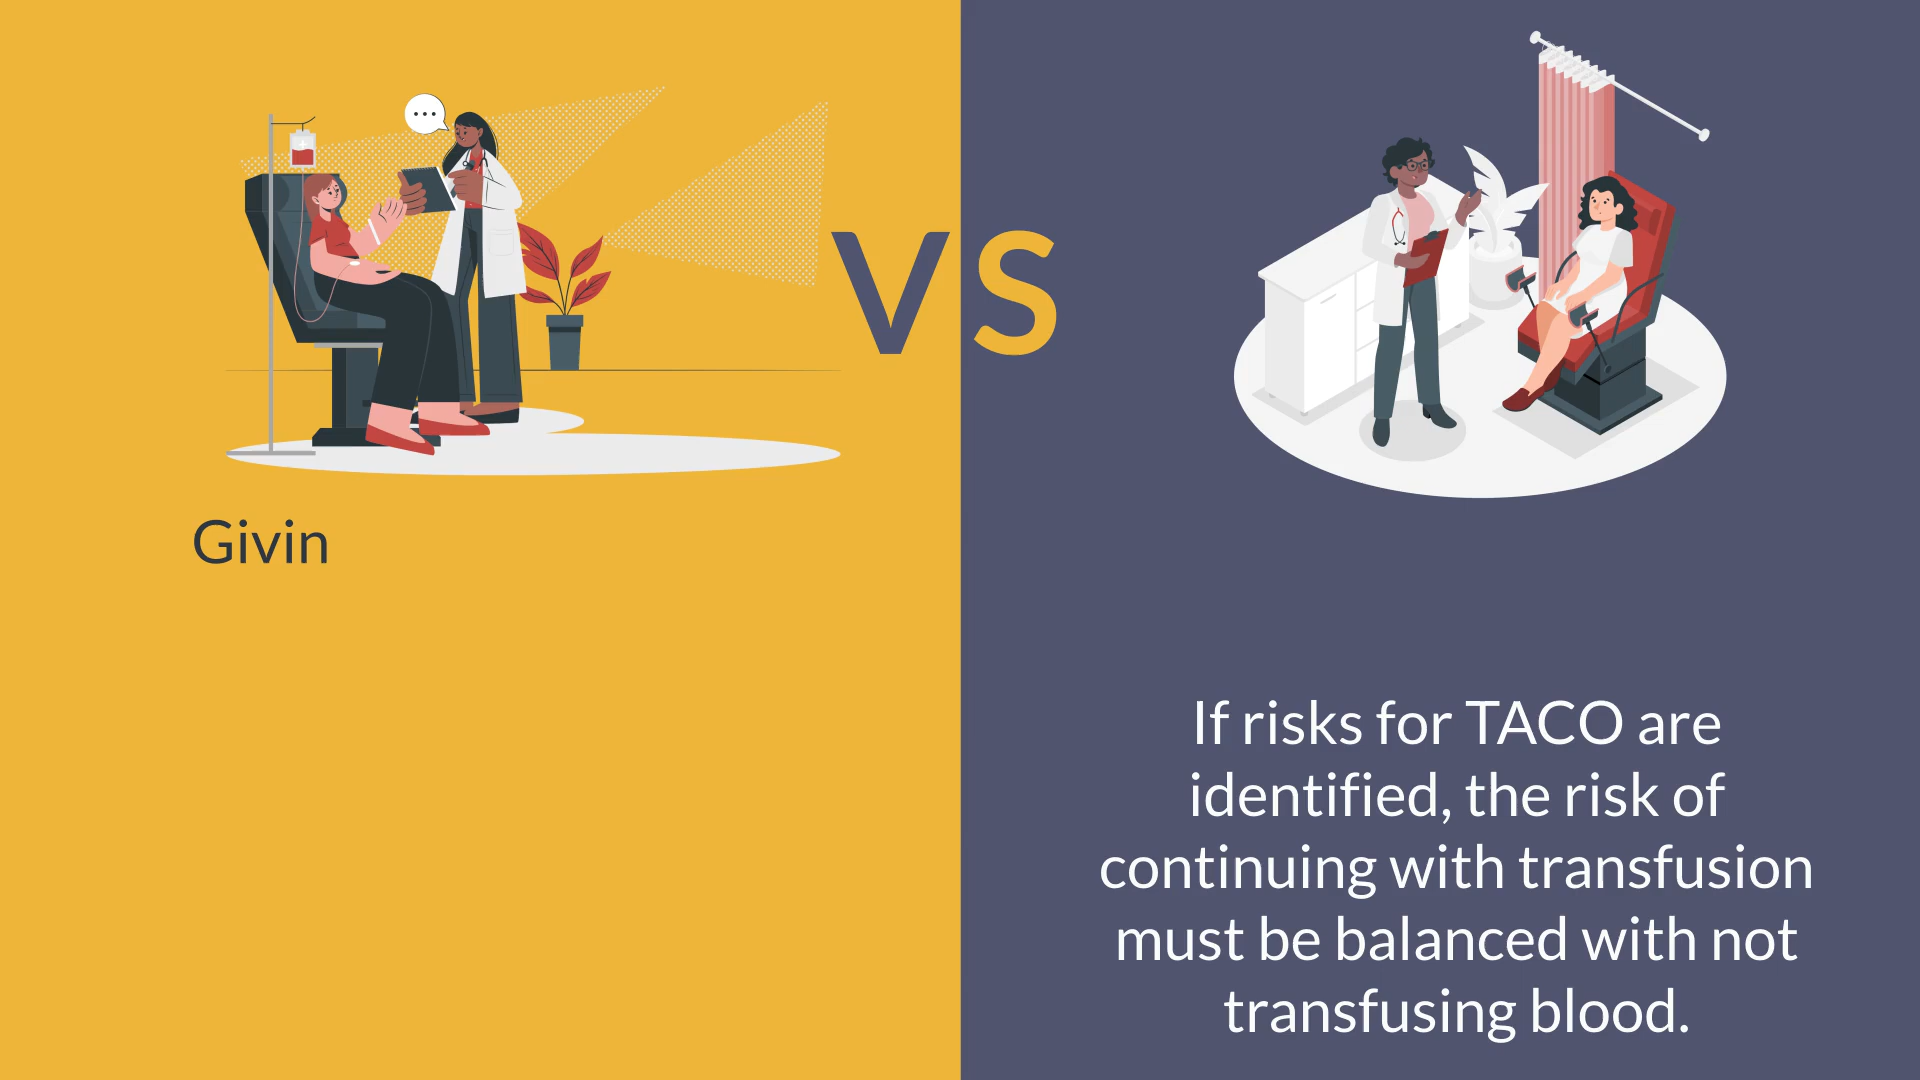 VS
Givin
If risks for TACO are
identified, the risk of
continuing with transfusion
must be balanced with not
transfusing blood.